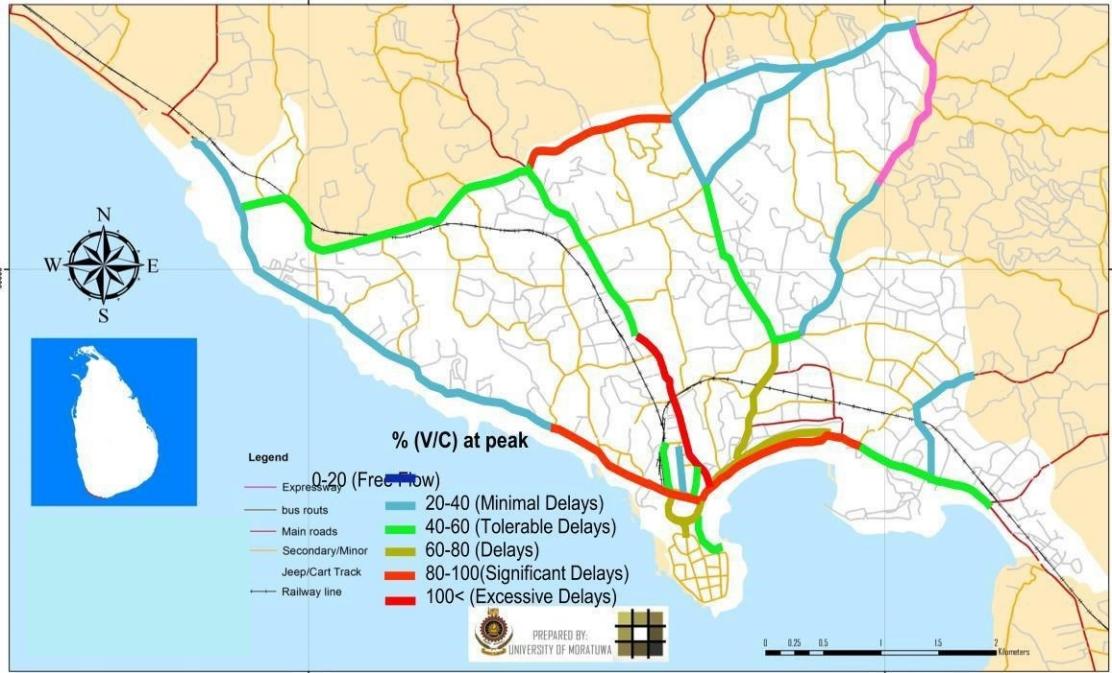 N
W E
S
% (V/C) at peak
Legend
0-20 (Free Flow)
Expressway
bus routs
Main roads
Secondary/Minor
Jeep/Cart Track
Railway line
20-40 (Minimal Delays)
40-60 (Tolerable Delays)
60-80 (Delays)
80-100(Significant Delays)
100< (Excessive Delays)
PREPARED BY:
UNIVERSITY OF MORATUWA
0 0.25 0.5 1 1.5 2
Kilometers